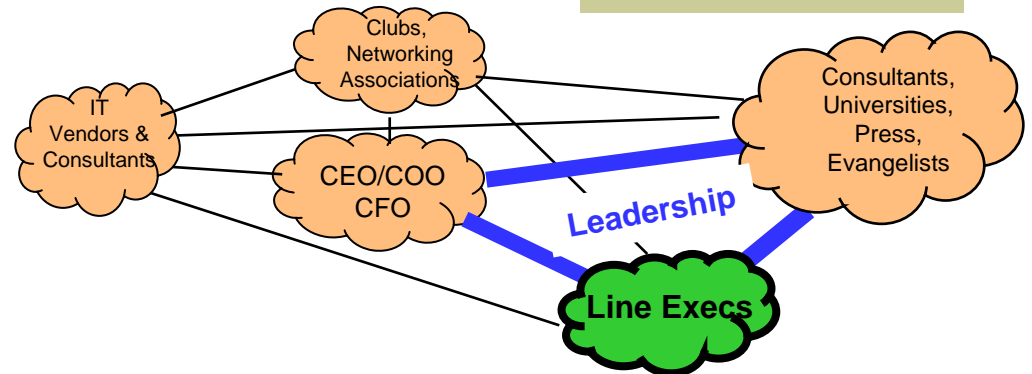 Clubs,
Networking
Associations
IT
Vendors &
Consultants
CEO/COO
CFO
Consultants,
Universities,
Press,
Evangelists
Leadership
Line Execs